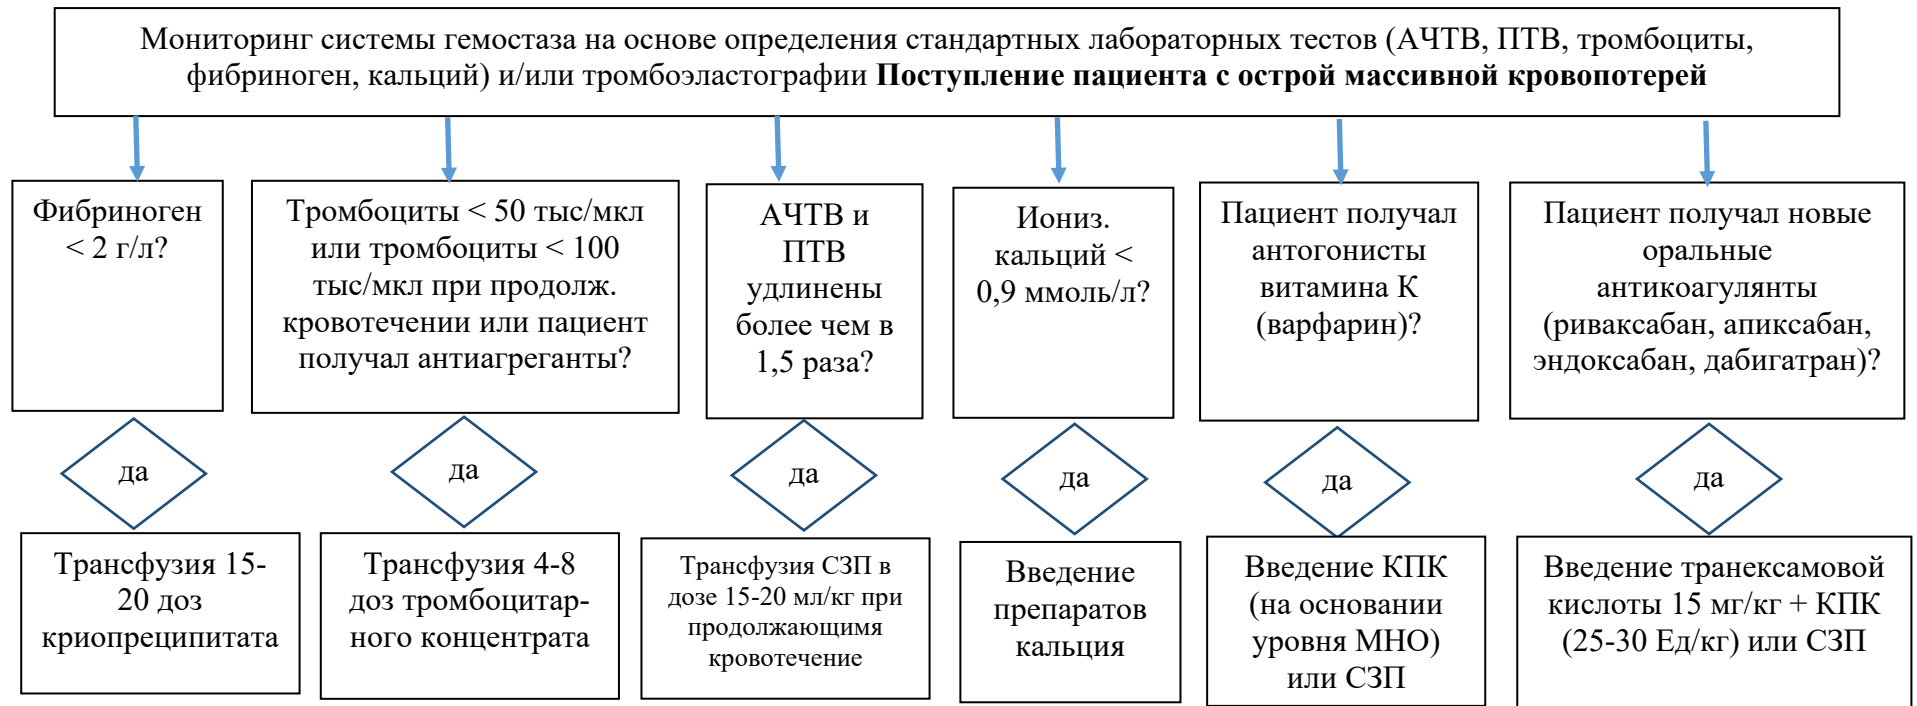 Мониторинг системы гемостаза на основе определения стандартных лабораторных тестов (АЧТВ, ПТВ, тромбоциты,
фибриноген, кальций) и/или тромбоэластографии Поступление пациента с острой массивной кровопотерей
Фибриноген
< 2 г/л?
Тромбоциты < 50 тыс/мкл
или тромбоциты < 100
тыс/мкл при продолж.
кровотечении или пациент
получал антиагреганты?
АЧТВ и
ПТВ
удлинены
более чем в
1,5 раза?
Иониз.
кальций <
0,9 ммоль/л?
Пациент получал
антогонисты
витамина К
(варфарин)?
Пациент получал новые
оральные
антикоагулянты
(риваксабан, апиксабан,
эндоксабан, дабигатран)?
да
да
да
да
да
да
Трансфузия 15-
20 доз
криопреципитата
Трансфузия 4-8
доз тромбоцитар-
ного концентрата
Трансфузия СЗП в
дозе 15-20 мл/кг при
продолжающимя
кровотечение
Введение
препаратов
кальция
Введение КПК
(на основании
уровня МНО)
или СЗП
Введение транексамовой
кислоты 15 мг/кг + КПК
(25-30 Ед/кг) или СЗП